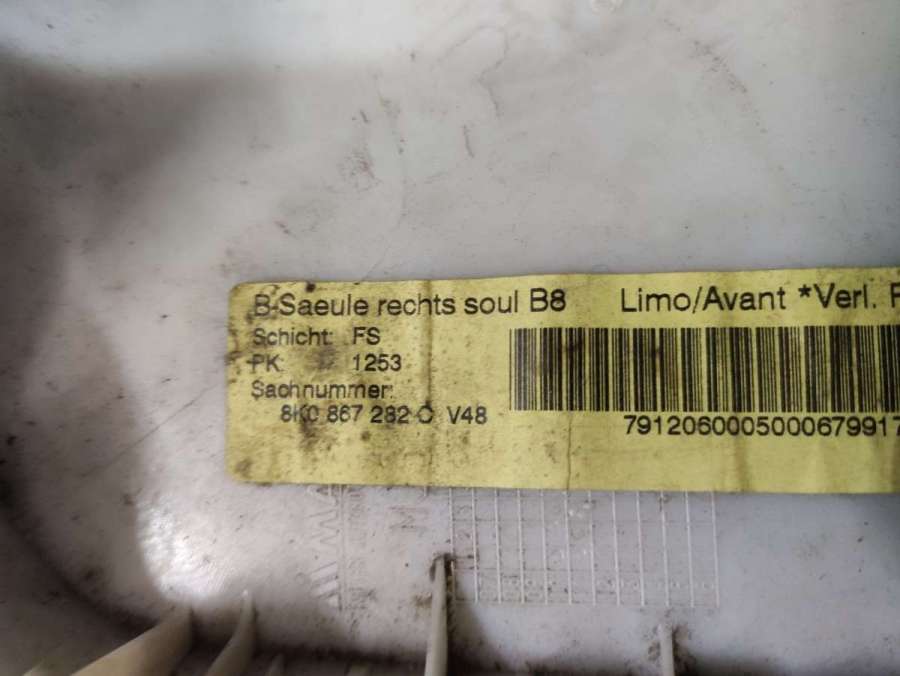 B-Saeule rechts soul B8 Limo/Avant *Verl.
Schicht: FS
PK: 1253
Sachnummer:
8K0 867 282 C V48
7912060005000679917